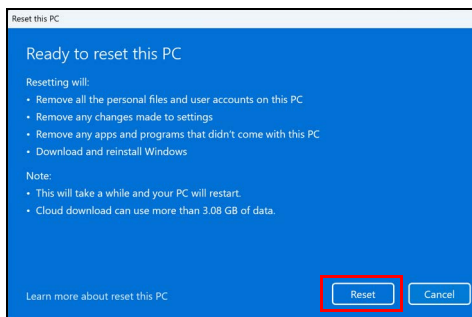 Reset this PC
Ready to reset this PC
Resetting will:
• Remove all the personal files and user accounts on this PC
• Remove any changes made to settings
• Remove any apps and programs that didn't come with this PC
• Download and reinstall Windows
Note:
• This will take a while and your PC will restart.
• Cloud download can use more than 3.08 GB of data.
Learn more about reset this PC
Reset
Cancel